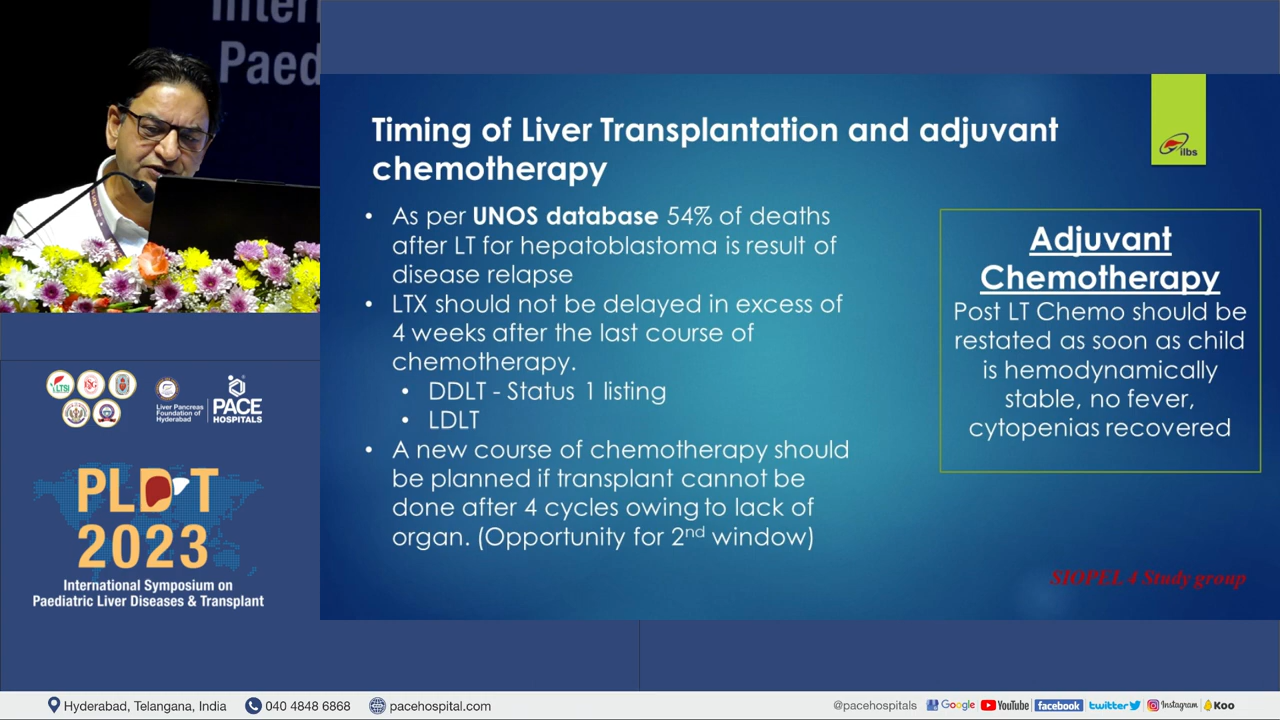 Inter
Paed
Timing of Liver Transplantation and adjuvant
chemotherapy
ilbs
• As per UNOS database 54% of deaths
after LT for hepatoblastoma is result of
disease relapse
• LTX should not be delayed in excess of
4 weeks after the last course of
chemotherapy.
• DDLT - Status 1 listing
• LDLT
• A new course of chemotherapy should
be planned if transplant cannot be
done after 4 cycles owing to lack of
organ. (Opportunity for 2nd window)
Adjuvant
Chemotherapy
Post LT Chemo should be
restated as soon as child
is hemodynamically
stable, no fever,
cytopenias recovered
SIOPEL 4 Study group
LTSI
Liver Pancreas
Foundation of
Hyderabad
PACE
HOSPITALS
PLDT
2023
International Symposium on
Paediatric Liver Diseases & Transplant
Hyderabad, Telangana, India
040 4848 6868
pacehospital.com
@pacehospitals
Google
YouTube
facebook
twitter
Instagram
Koo